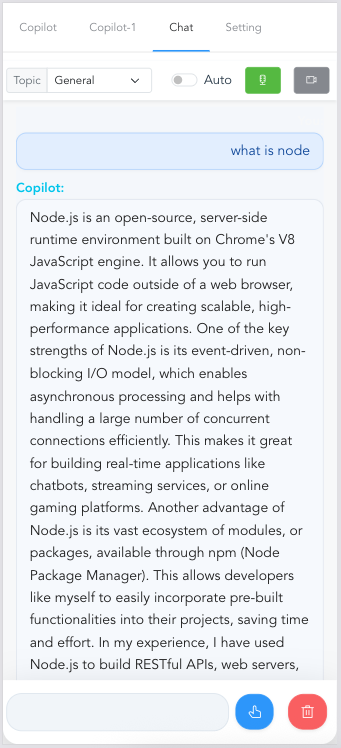 Copilot Copilot-1 Chat Setting
Topic General Auto
what is node
Copilot:
Node.js is an open-source, server-side
runtime environment built on Chrome's V8
JavaScript engine. It allows you to run
JavaScript code outside of a web browser,
making it ideal for creating scalable, high-
performance applications. One of the key
strengths of Node.js is its event-driven, non-
blocking I/O model, which enables
asynchronous processing and helps with
handling a large number of concurrent
connections efficiently. This makes it great
for building real-time applications like
chatbots, streaming services, or online
gaming platforms. Another advantage of
Node.js is its vast ecosystem of modules, or
packages, available through npm (Node
Package Manager). This allows developers
like myself to easily incorporate pre-built
functionalities into their projects, saving time
and effort. In my experience, I have used
Node.js to build RESTful APIs, web servers,